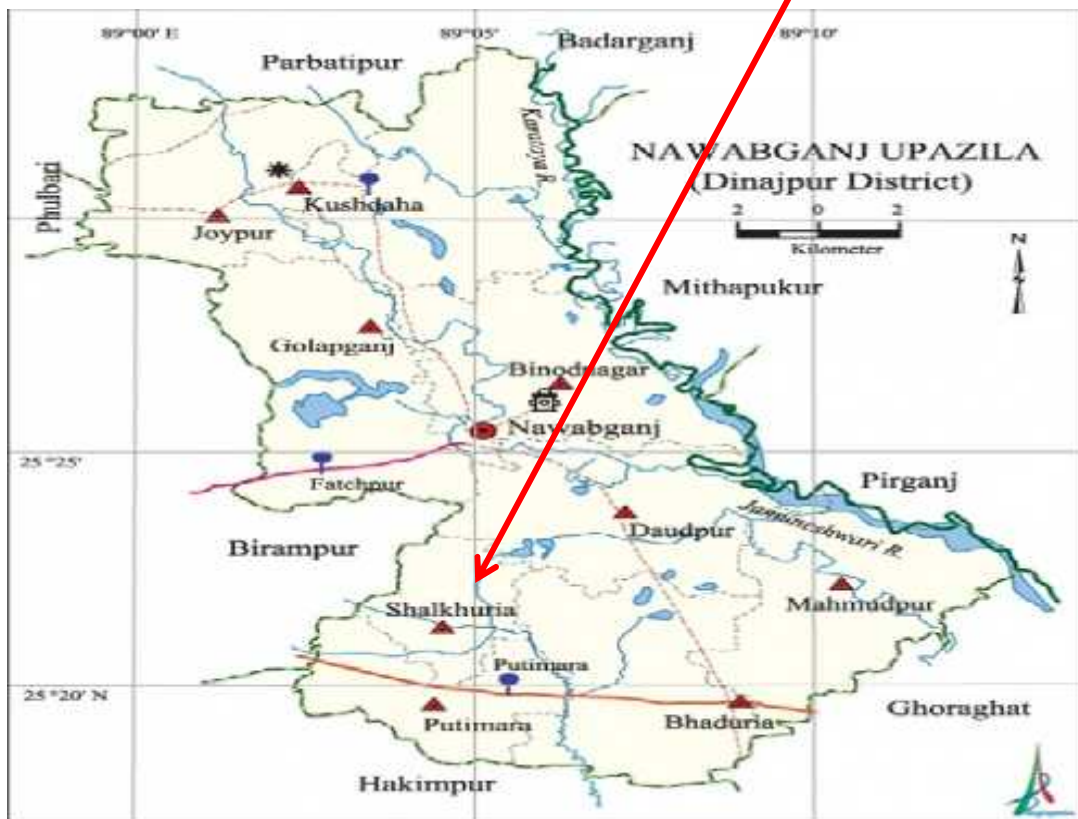 89°00' E
89°05'
89°10'
Badarganj
Parbatipur
Karatoya R.
NAWABGANJ UPAZILA
(Dinajpur District)
Phulbari
Kushdaha
2 0 2
Kilometer
Joypur
N
Mithapukur
Golapganj
Binodnagar
Nawabganj
25°25'
Fatchpur
Pirganj
Birampur
Daudpur
Jamuneshwari R.
Shalkhuria
Mahmudpur
Putimara
25°20' N
Putimara
Bhaduria
Ghoraghat
Hakimpur